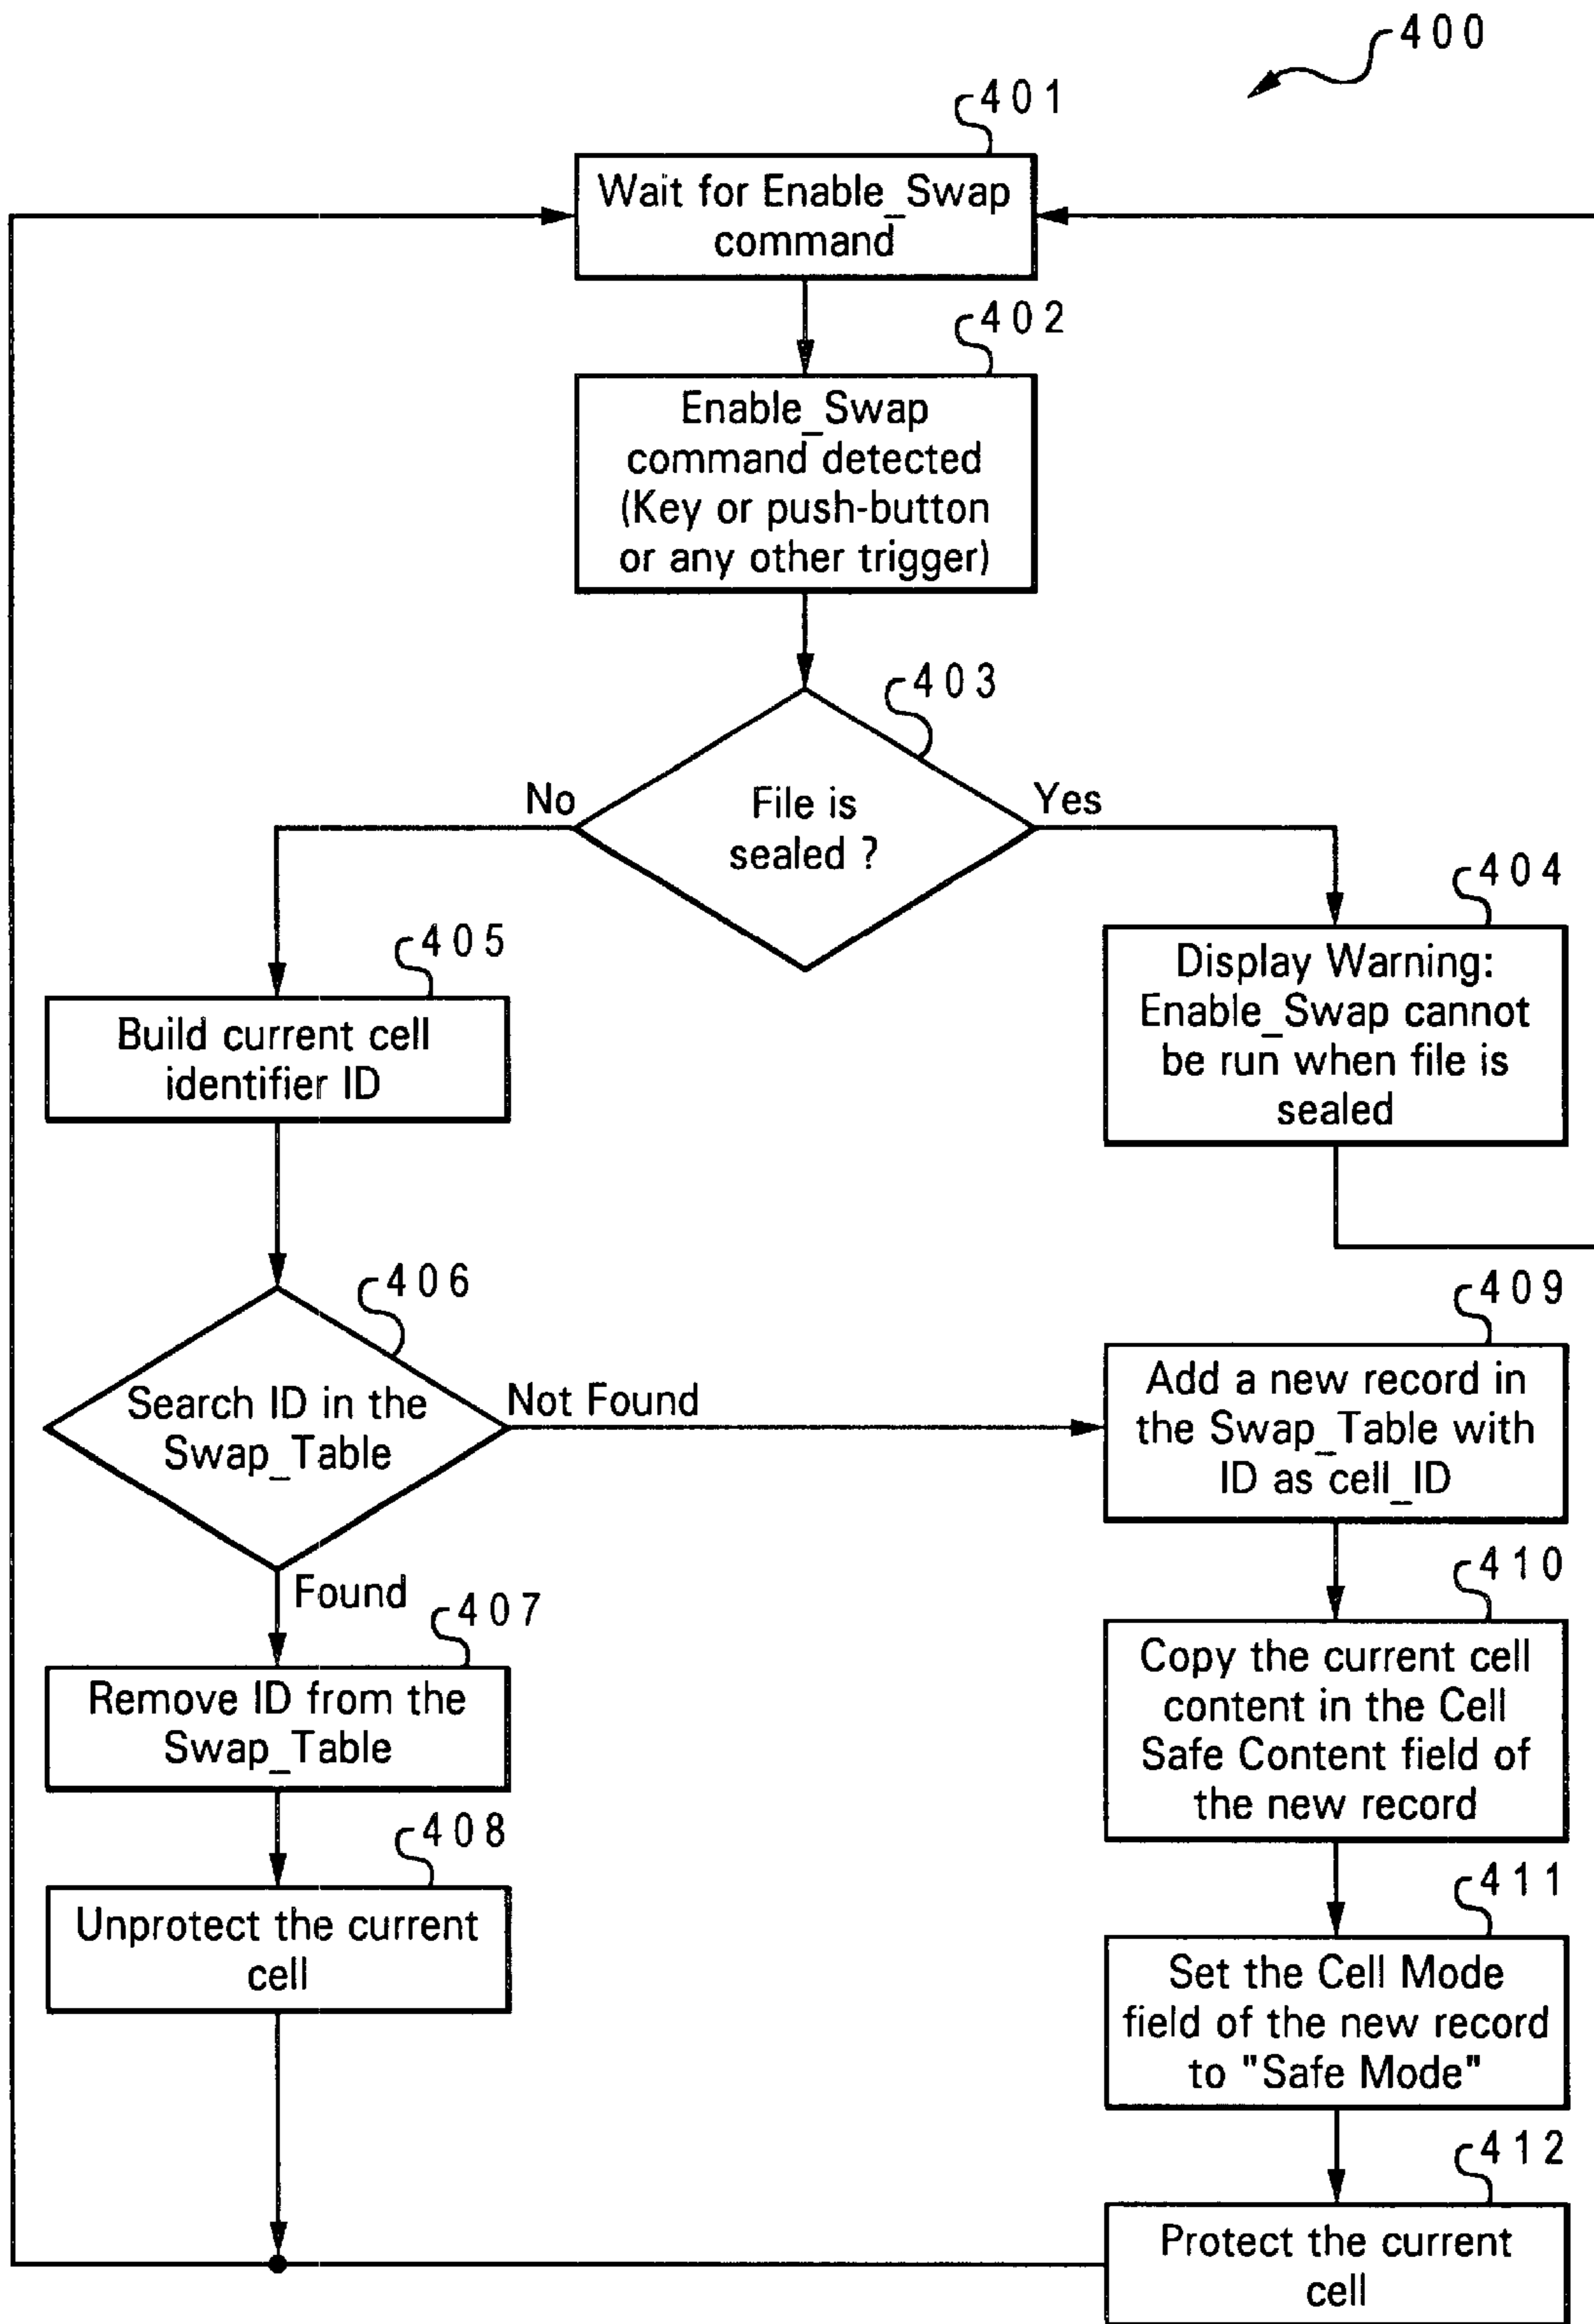 400
401
Wait for Enable_Swap
command
402
Enable_Swap
command detected
(Key or push-button
or any other trigger)
403
File is
sealed ?
No
Yes
404
Display Warning:
Enable_Swap cannot
be run when file is
sealed
405
Build current cell
identifier ID
406
Search ID in the
Swap_Table
Not Found
Found
409
Add a new record in
the Swap_Table with
ID as cell_ID
407
Remove ID from the
Swap_Table
410
Copy the current cell
content in the Cell
Safe Content field of
the new record
408
Unprotect the current
cell
411
Set the Cell Mode
field of the new record
to "Safe Mode"
412
Protect the current
cell